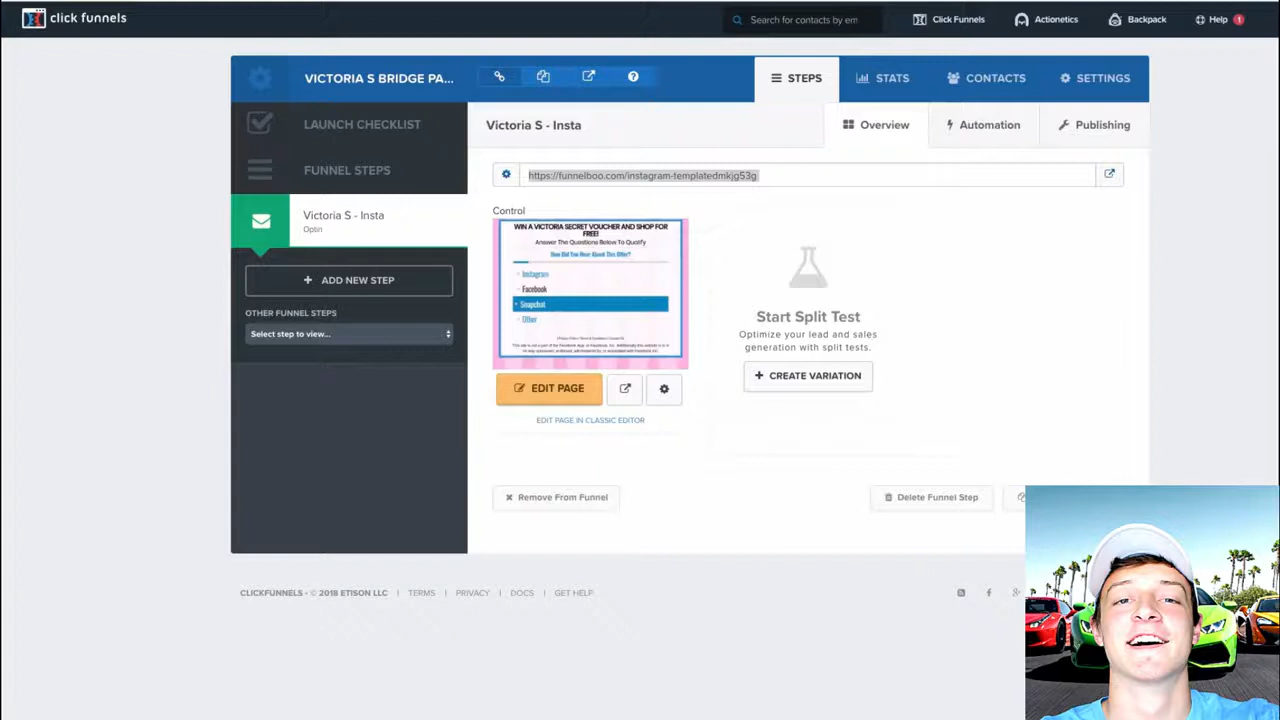 click funnels
Search for contacts by em
Click Funnels
Actionetics
Backpack
Help 1
VICTORIA S BRIDGE PA...
STEPS
STATS
CONTACTS
SETTINGS
LAUNCH CHECKLIST
Victoria S - Insta
Overview
Automation
Publishing
FUNNEL STEPS
https://funnelboo.com/instagram-templatedmkjg53g
Victoria S - Insta
Optin
Control
WIN A VICTORIA SECRET VOUCHER AND SHOP FOR
FREE!
Answer The Questions Below To Qualify
How Did You Hear About This Offer?
Instagram
Facebook
Snapchat
Other
ADD NEW STEP
OTHER FUNNEL STEPS
Select step to view...
Start Split Test
Optimize your lead and sales
generation with split tests.
CREATE VARIATION
EDIT PAGE
EDIT PAGE IN CLASSIC EDITOR
Remove From Funnel
Delete Funnel Step
CLICKFUNNELS - © 2018 ETISON LLC
TERMS
PRIVACY
DOCS
GET HELP